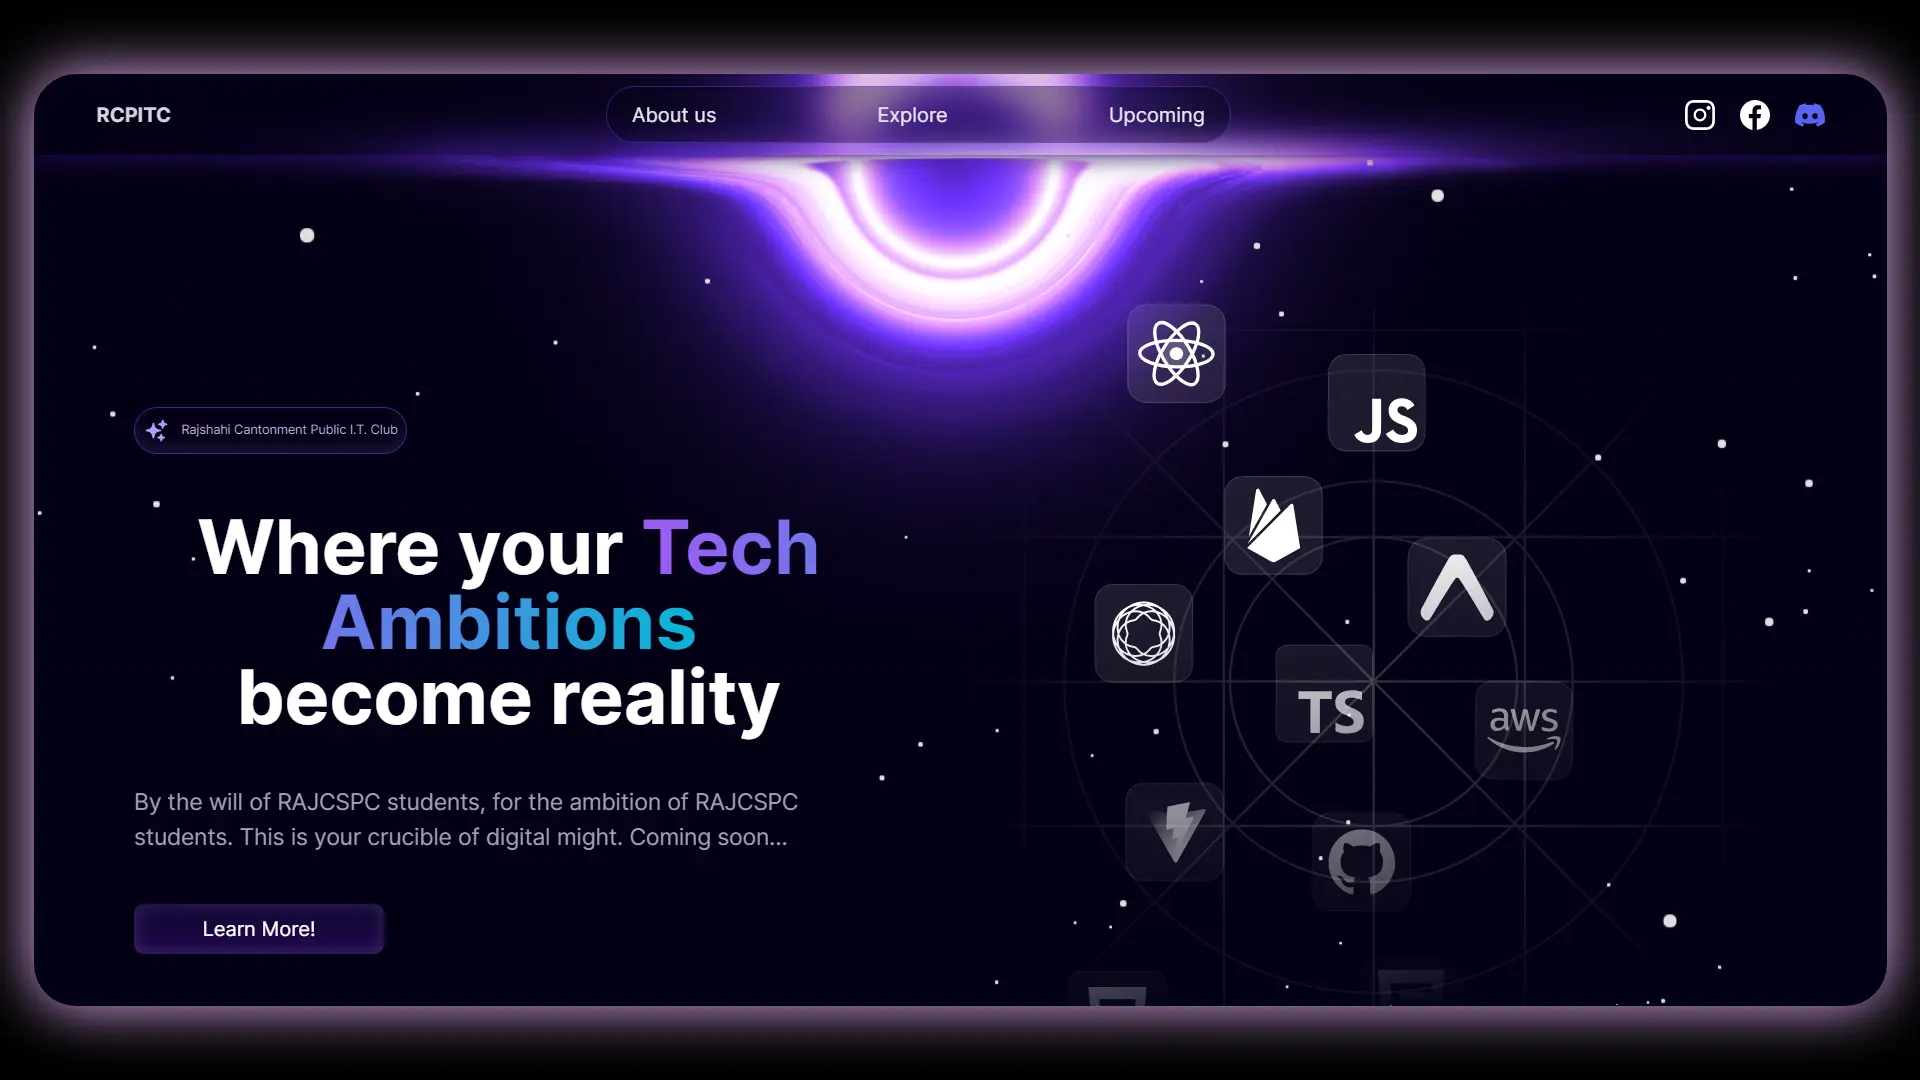 RCPITC
About us
Explore
Upcoming
Rajshahi Cantonment Public I.T. Club
Where your Tech
Ambitions
become reality
By the will of RAJCSPC students, for the ambition of RAJCSPC
students. This is your crucible of digital might. Coming soon...
Learn More!
JS
TS
aws